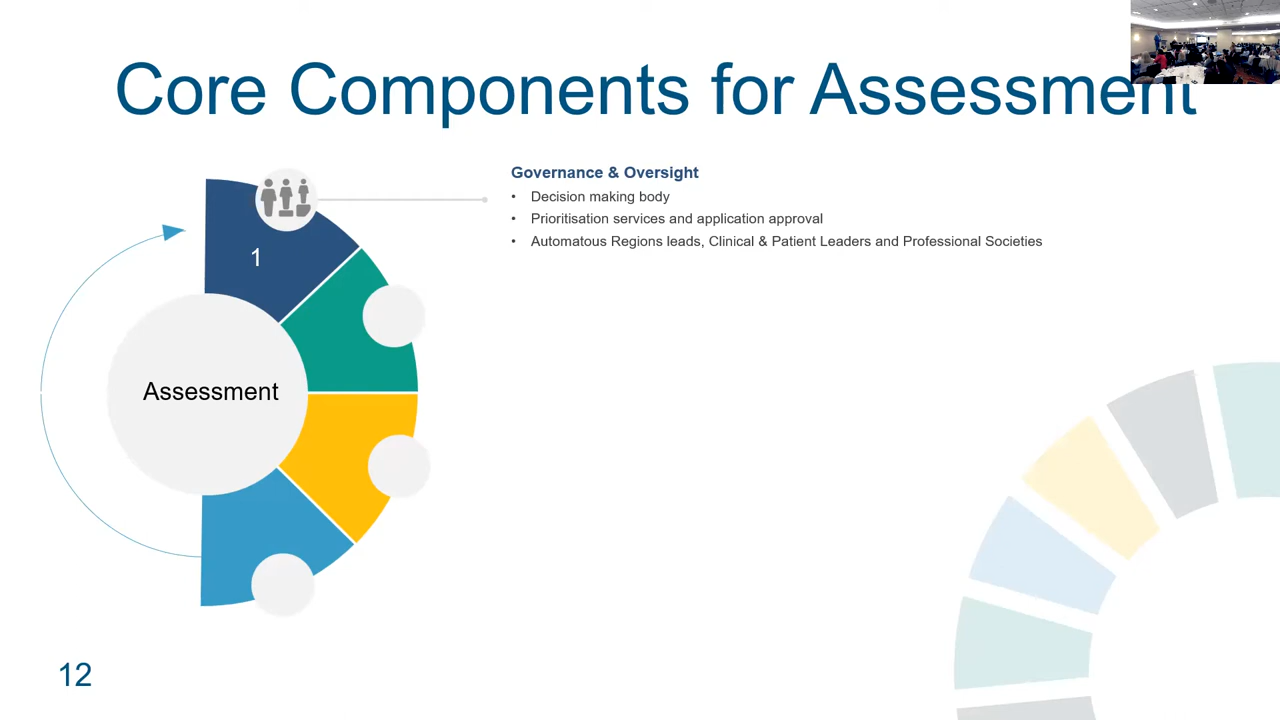 Core Components for Assessment
Governance & Oversight
• Decision making body
• Prioritisation services and application approval
• Automatous Regions leads, Clinical & Patient Leaders and Professional Societies
1
Assessment
12